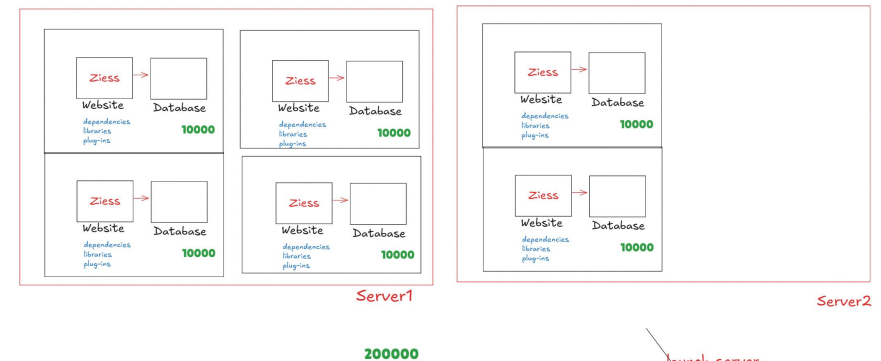 Ziess
Website
Database
dependencies
libraries
plug-ins
10000
Ziess
Website
Database
dependencies
libraries
plug-ins
10000
Ziess
Website
Database
dependencies
libraries
plug-ins
10000
Ziess
Website
Database
dependencies
libraries
plug-ins
10000
Server1
Ziess
Website
Database
dependencies
libraries
plug-ins
10000
Ziess
Website
Database
dependencies
libraries
plug-ins
10000
Server2
200000
server